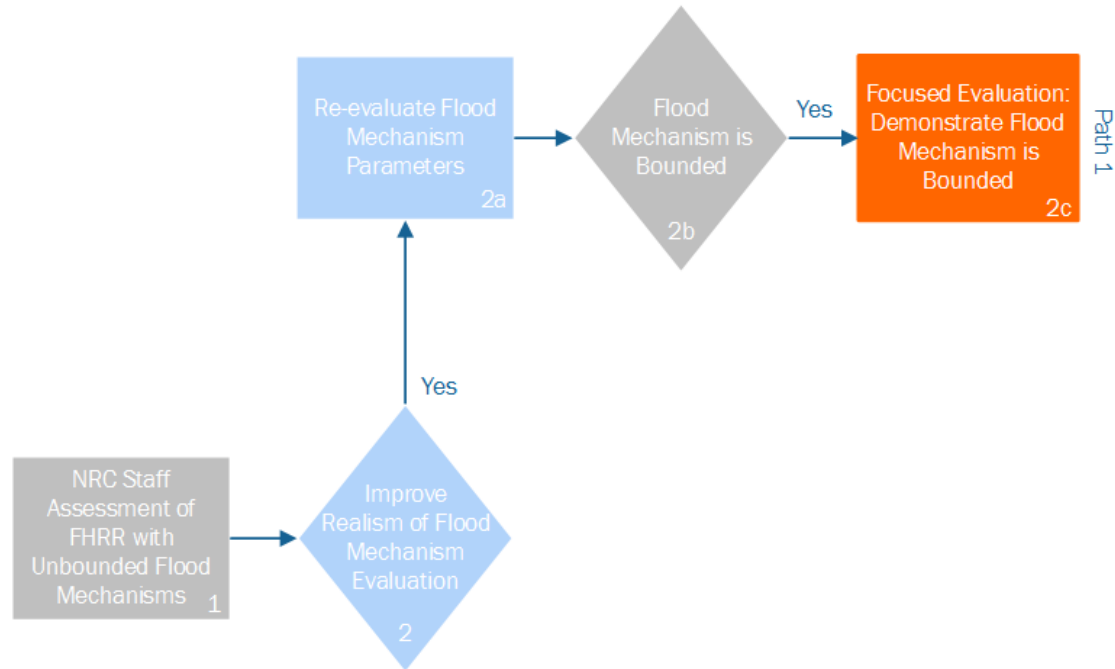 Re-evaluate Flood
Mechanism
Parameters
2a
Flood
Mechanism is
Bounded
2b
Yes
Focused Evaluation:
Demonstrate Flood
Mechanism is
Bounded
2c
Path 1
Yes
NRC Staff
Assessment of
FHRR with
Unbounded Flood
Mechanisms
1
Improve
Realism of Flood
Mechanism
Evaluation
2